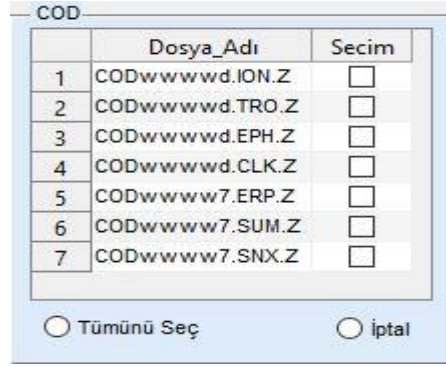 COD
Dosya_Adı Secim
1 CODwwwwd.ION.Z
2 CODwwwwd.TRO.Z
3 CODwwwwd.EPH.Z
4 CODwwwwd.CLK.Z
5 CODwwww7.ERP.Z
6 CODwwww7.SUM.Z
7 CODwwww7.SNX.Z
Tümünü Seç İptal